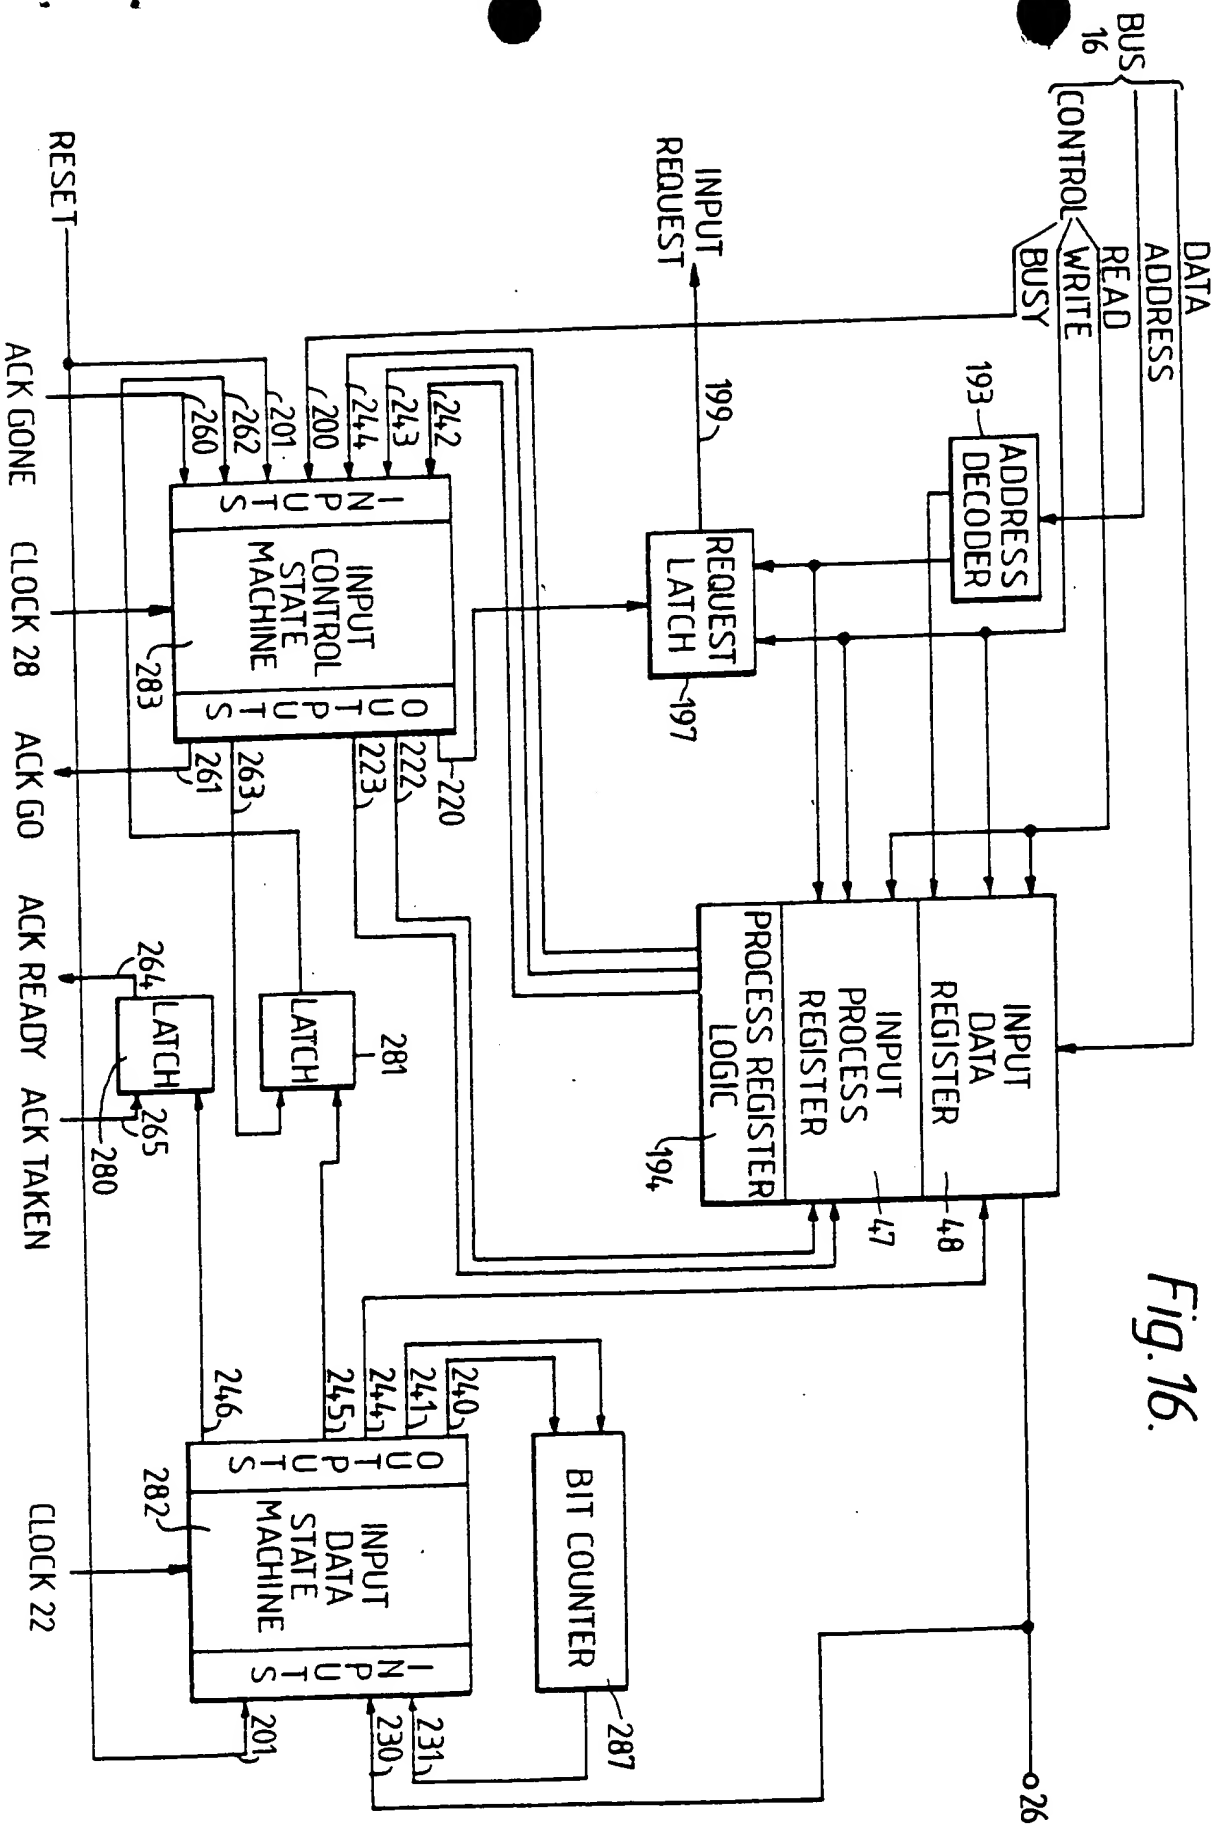 Fig. 16.
BUS
16
DATA
ADDRESS
CONTROL
READ
WRITE
BUSY
193
ADDRESS
DECODER
INPUT
REQUEST
199
REQUEST
LATCH
197
INPUT
DATA
REGISTER
48
INPUT
PROCESS
REGISTER
47
PROCESS REGISTER
LOGIC
194
26
242
243
244
200
201
262
260
INPUTS
INPUT
CONTROL
STATE
MACHINE
283
OUTPUTS
220
222
223
263
261
LATCH
281
LATCH
280
264
265
BIT COUNTER
287
240
241
244
245
246
OUTPUTS
INPUT
DATA
STATE
MACHINE
282
INPUTS
231
230
201
RESET
ACK GONE
CLOCK 28
ACK GO
ACK READY
ACK TAKEN
CLOCK 22